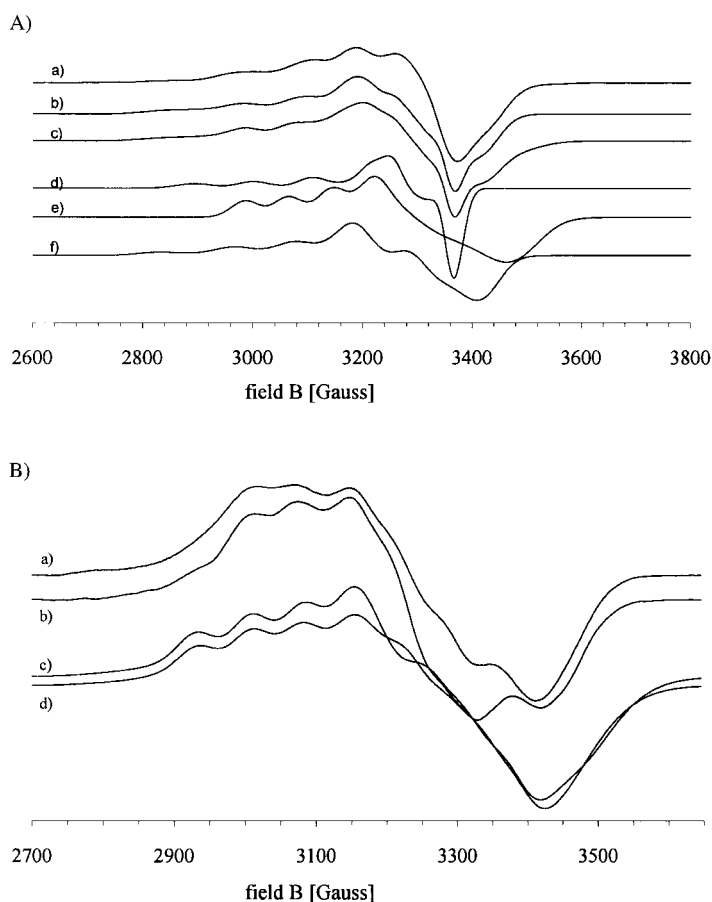 A)
a)
b)
c)
d)
e)
f)
2600 2800 3000 3200 3400 3600 3800
field B [Gauss]
B)
a)
b)
c)
d)
2700 2900 3100 3300 3500
field B [Gauss]